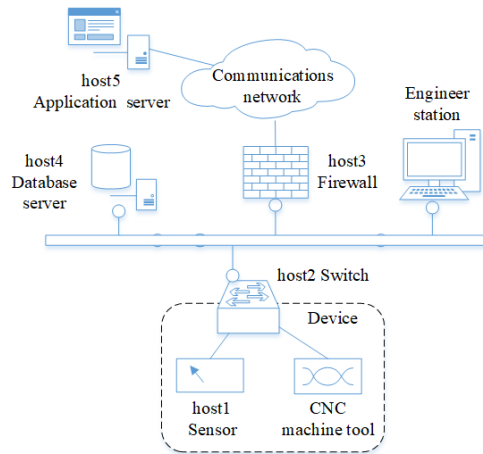 host5
Application server
Communications
network
Engineer
station
host4
Database
server
host3
Firewall
host2 Switch
Device
host1
Sensor
CNC
machine tool